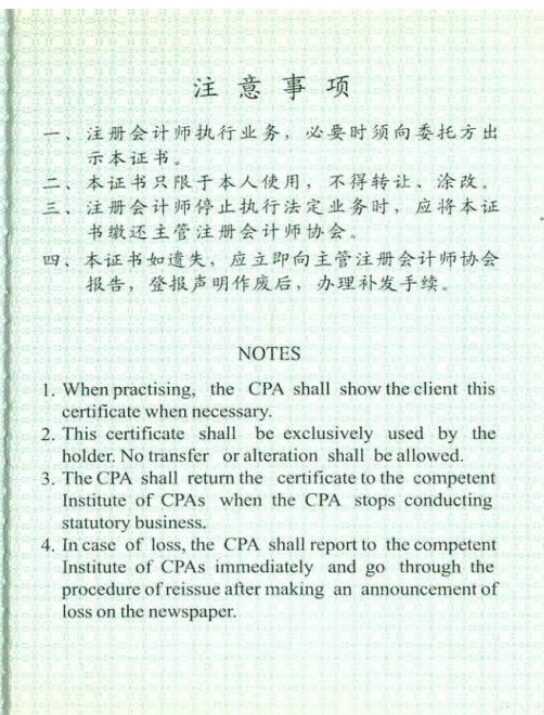 注意事项
一、注册会计师执行业务，必要时须向委托方出
示本证书。
二、本证书只限于本人使用，不得转让、涂改。
三、注册会计师停止执行法定业务时，应将本证
书缴还主管注册会计师协会。
四、本证书如遗失，应立即向主管注册会计师协会
报告，登报声明作废后，办理补发手续。
NOTES
1. When practising, the CPA shall show the client this
certificate when necessary.
2. This certificate shall be exclusively used by the
holder. No transfer or alteration shall be allowed.
3. The CPA shall return the certificate to the competent
Institute of CPAs when the CPA stops conducting
statutory business.
4. In case of loss, the CPA shall report to the competent
Institute of CPAs immediately and go through the
procedure of reissue after making an announcement of
loss on the newspaper.